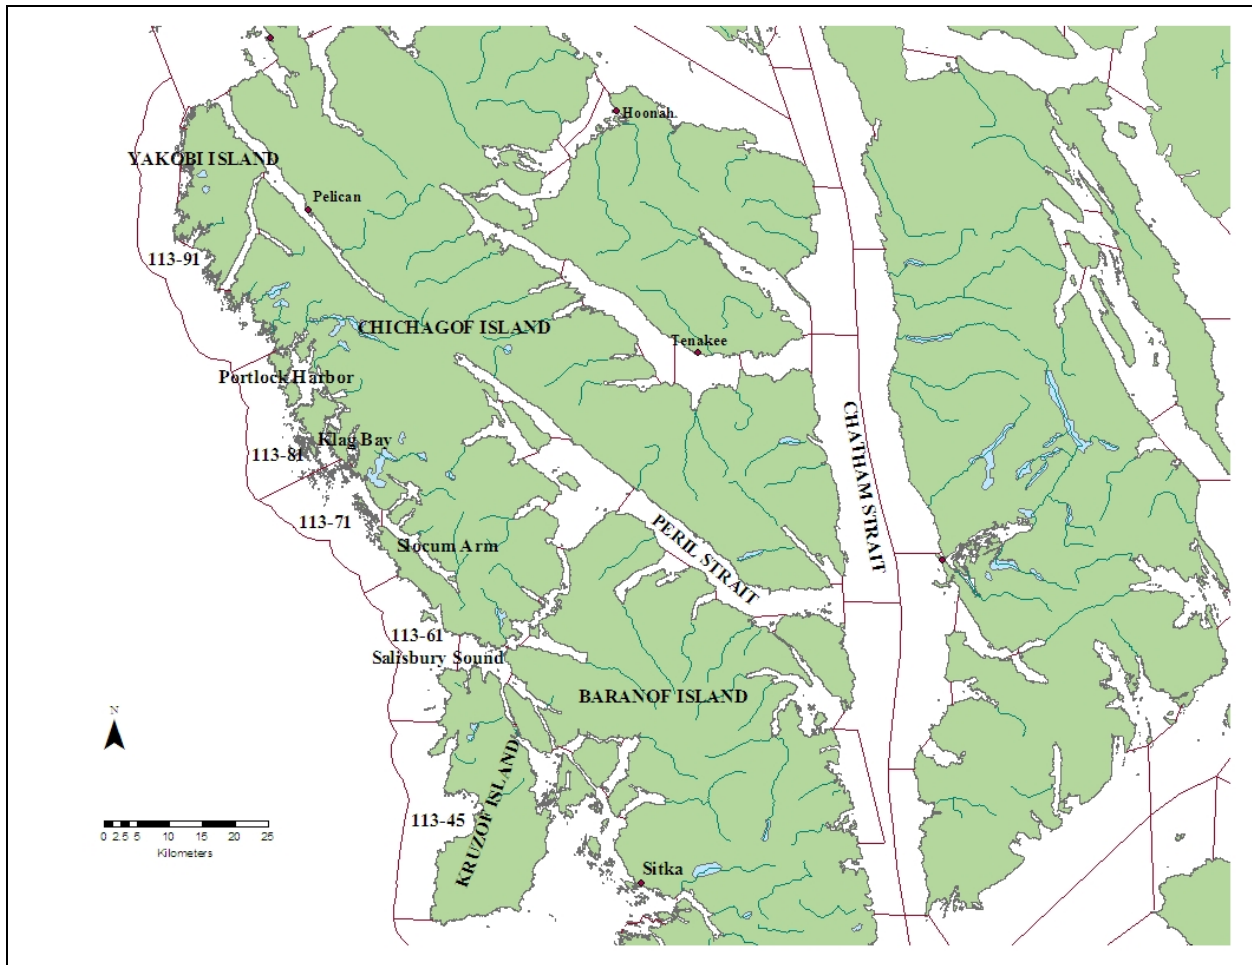 Hoonah
YAKOBI ISLAND
Pelican
113-91
CHICHAGOF ISLAND
Tenakee
Portlock Harbor
Klag Bay
113-81
CHATHAM STRAIT
113-71
PERIL STRAIT
Slocum Arm
113-61
Salisbury Sound
BARANOF ISLAND
N
KRUZOF ISLAND
113-45
0 2.5 5 10 15 20 25
Kilometers
Sitka